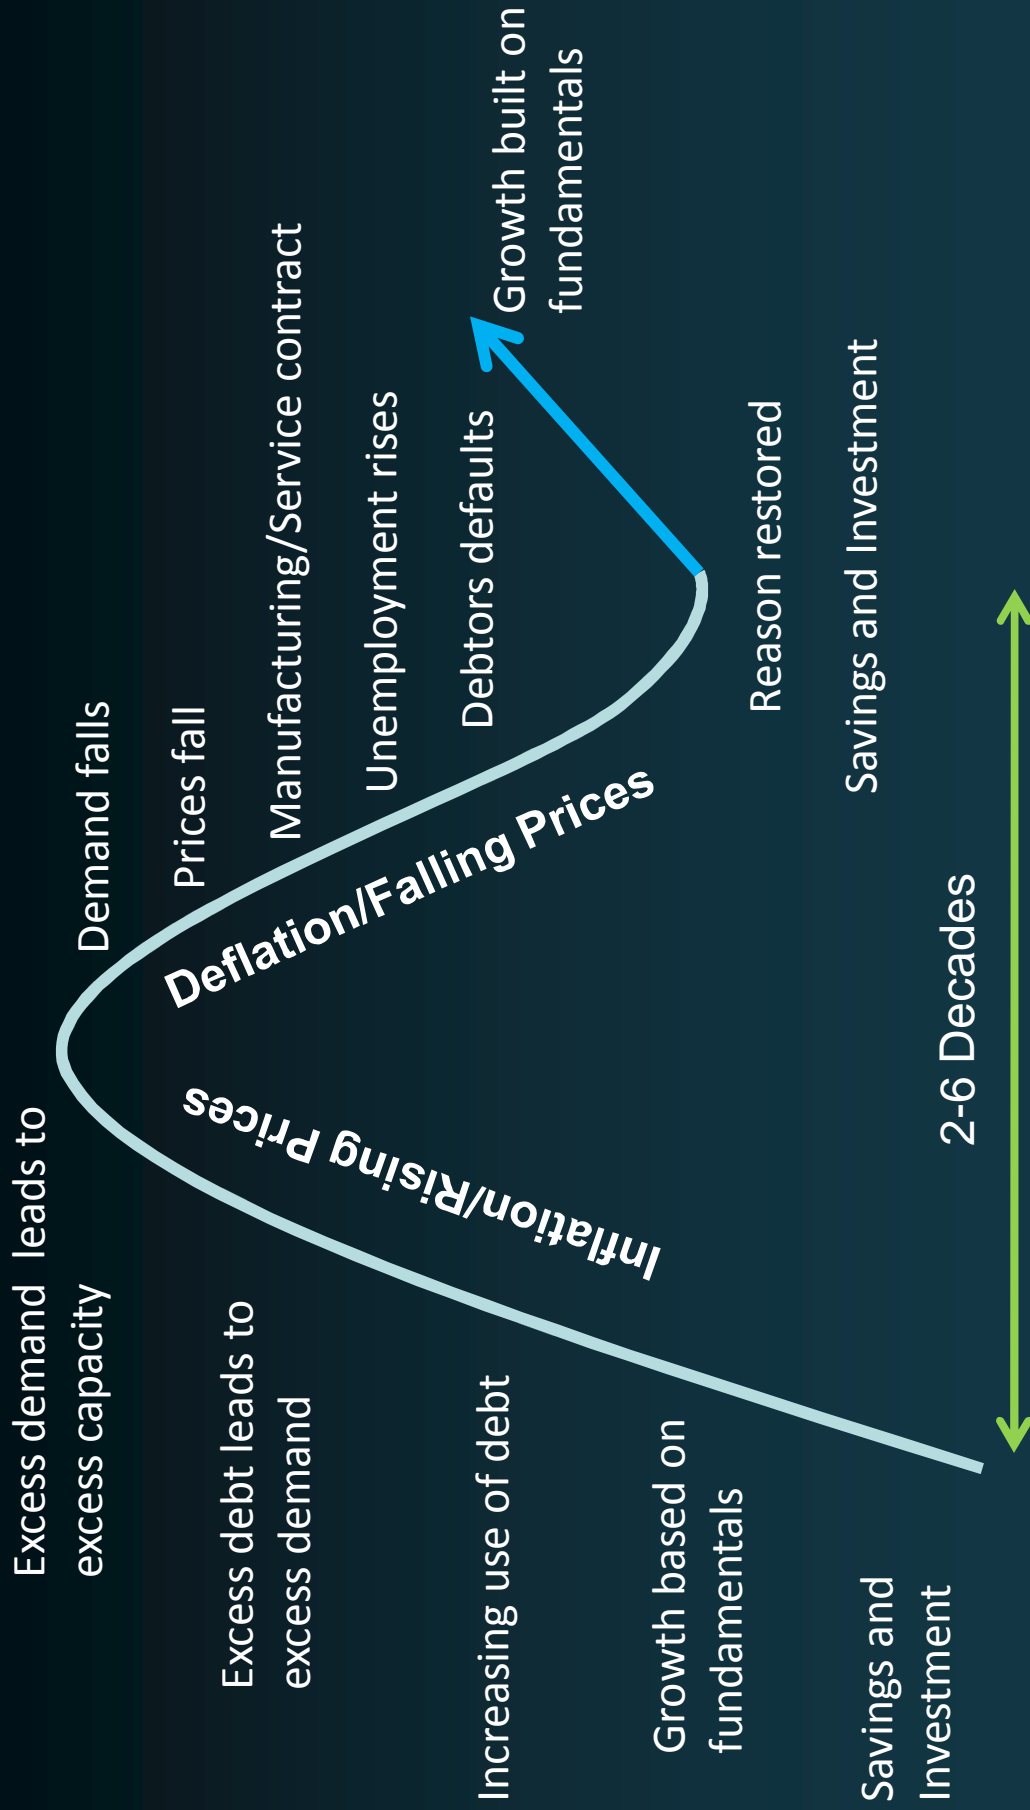 Excess demand leads to
excess capacity
Excess debt leads to
excess demand
Increasing use of debt
Growth based on
fundamentals
Savings and
Investment
Inflation/Rising Prices
Deflation/Falling Prices
Demand falls
Prices fall
Manufacturing/Service contract
Unemployment rises
Debtors defaults
Growth built on
fundamentals
Reason restored
Savings and Investment
2-6 Decades